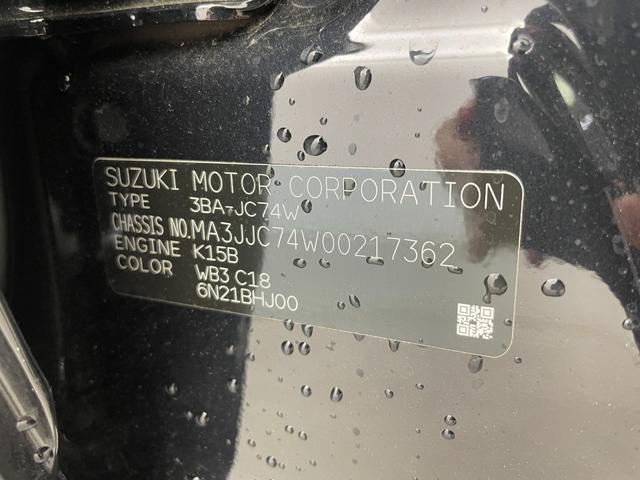 SUZUKI MOTOR CORPORATION
TYPE 3BA-JC74W
CHASSIS NO.MA3JJC74W00217362
ENGINE K15B
COLOR WB3 C18
6N21BHJ00